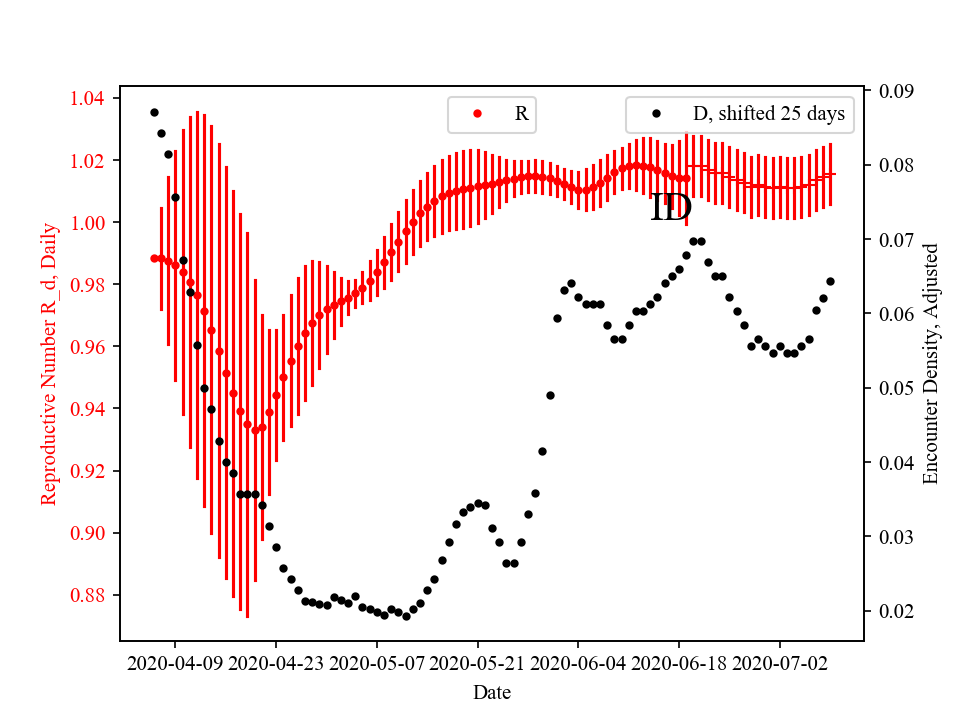 R
D, shifted 25 days
ID
Reproductive Number R_d, Daily
1.04
1.02
1.00
0.98
0.96
0.94
0.92
0.90
0.88
0.09
0.08
0.07
0.06
0.05
0.04
0.03
0.02
Encounter Density, Adjusted
2020-04-09 2020-04-23 2020-05-07 2020-05-21 2020-06-04 2020-06-18 2020-07-02
Date